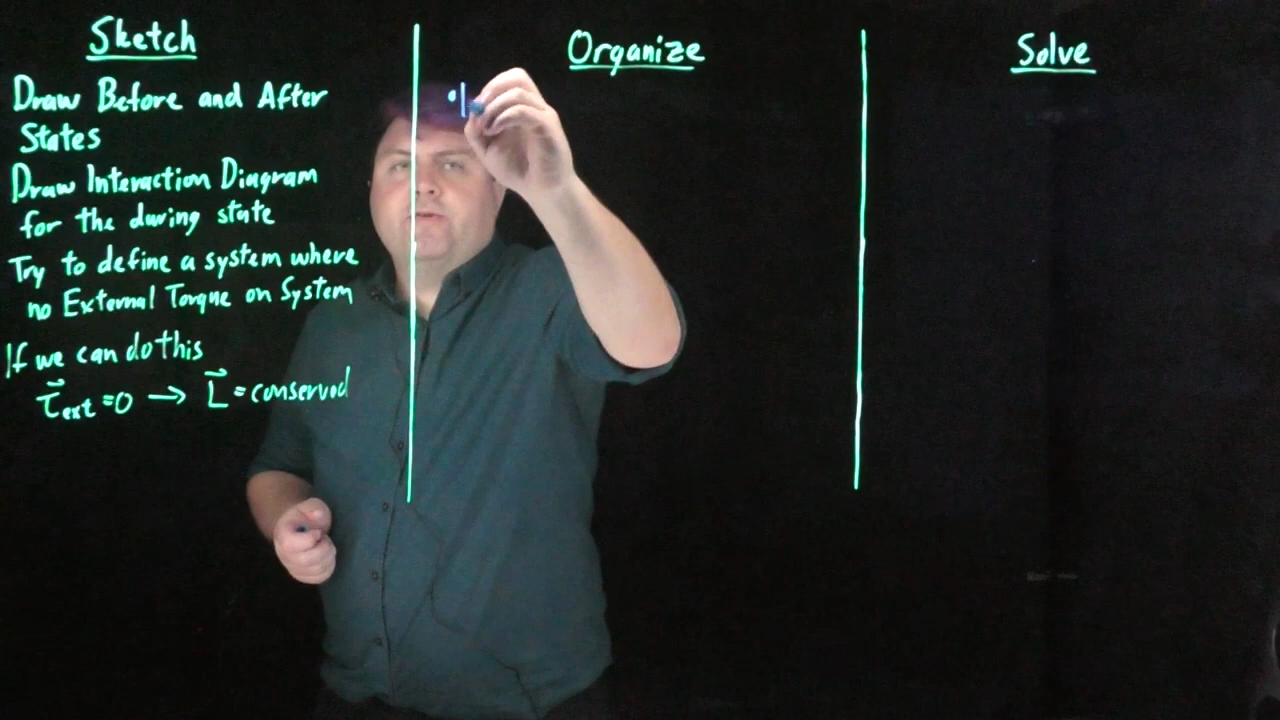 Sketch
Draw Before and After
States
Draw Interaction Diagram
for the during state
Try to define a system where
no External Torque on System
If we can do this
τ⃗ext = 0 → L⃗ = conserved
Organize
Solve